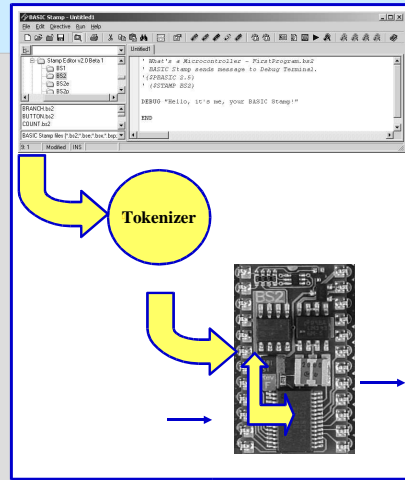 BASIC Stamp - Untitled1
File Edit Directive Run Help
Untitled1
Stamp Editor v2.0 Beta 1
BS1
BS2
BS2e
BS2p
BRANCH.bs2
BUTTON.bs2
COUNT.bs2
BASIC Stamp files (*.bs2;*.bse;*.bsx;*.bsp;
' What's a Microcontroller - FirstProgram.bs2
' BASIC Stamp sends message to Debug Terminal.
'{$PBASIC 2.5}
' {$STAMP BS2}
DEBUG "Hello, it's me, your BASIC Stamp!"
END
9: 1 Modified INS
Tokenizer
BS2